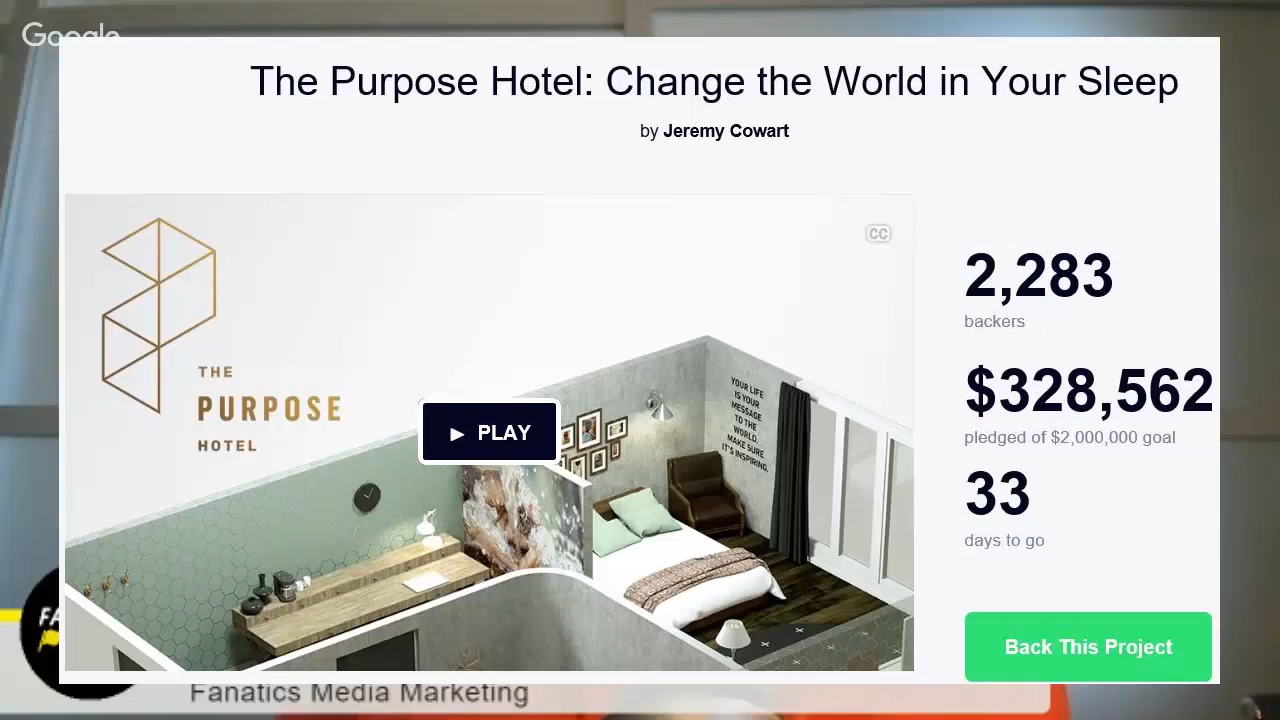 Google
The Purpose Hotel: Change the World in Your Sleep
by Jeremy Cowart
CC
THE
PURPOSE
HOTEL
PLAY
YOUR LIFE
IS YOUR
MESSAGE
TO THE
WORLD.
MAKE SURE
IT'S INSPIRING.
2,283
backers
$328,562
pledged of $2,000,000 goal
33
days to go
Back This Project
FA
Fanatics Media Marketing